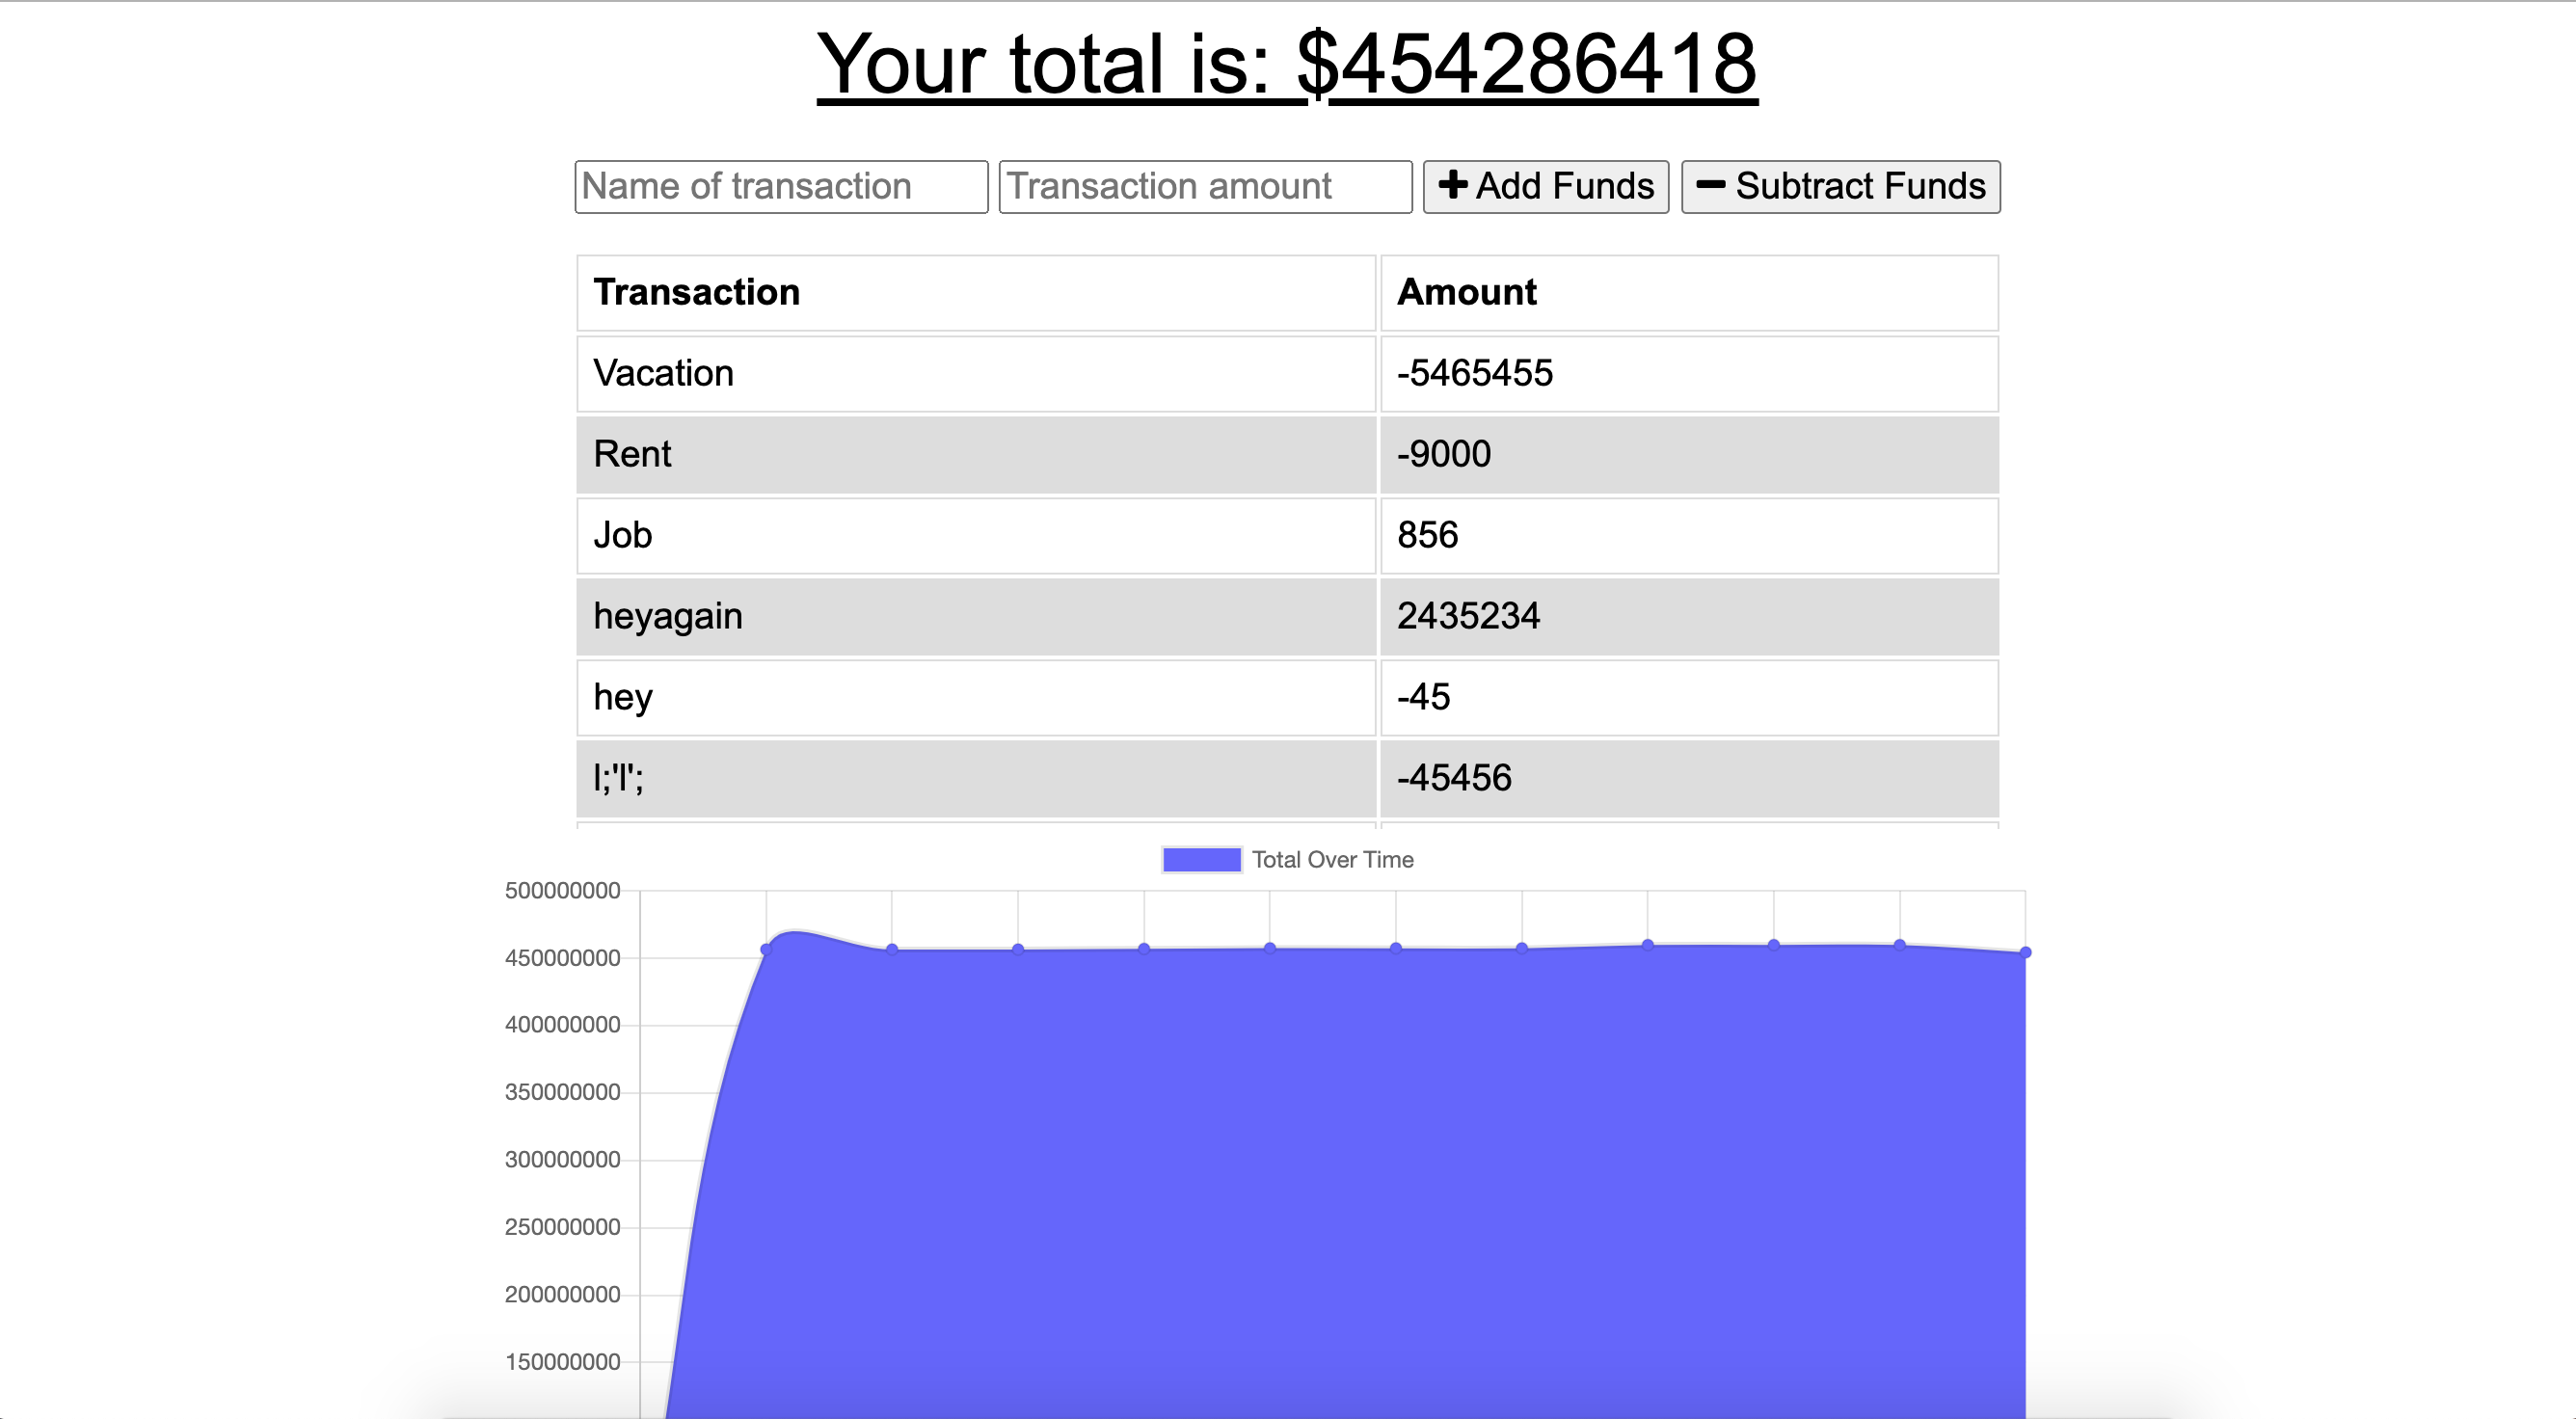 Your total is: $454286418
Name of transaction Transaction amount + Add Funds − Subtract Funds
Transaction Amount
Vacation -5465455
Rent -9000
Job 856
heyagain 2435234
hey -45
l;'l'; -45456
Total Over Time
500000000
450000000
400000000
350000000
300000000
250000000
200000000
150000000